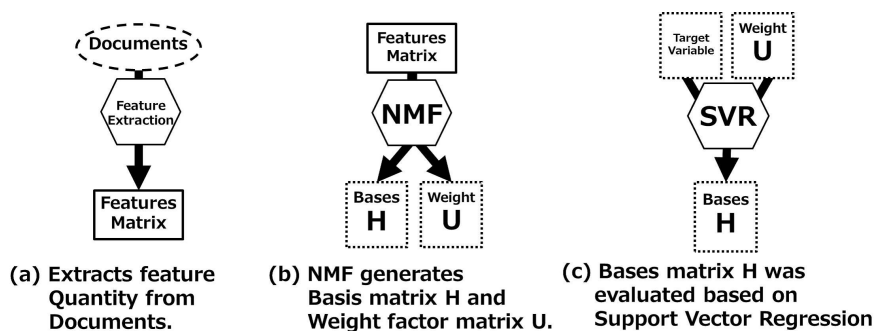 Documents
Feature
Extraction
Features
Matrix
(a) Extracts feature
Quantity from
Documents.
Features
Matrix
NMF
Bases
H
Weight
U
(b) NMF generates
Basis matrix H and
Weight factor matrix U.
Target
Variable
Weight
U
SVR
Bases
H
(c) Bases matrix H was
evaluated based on
Support Vector Regression